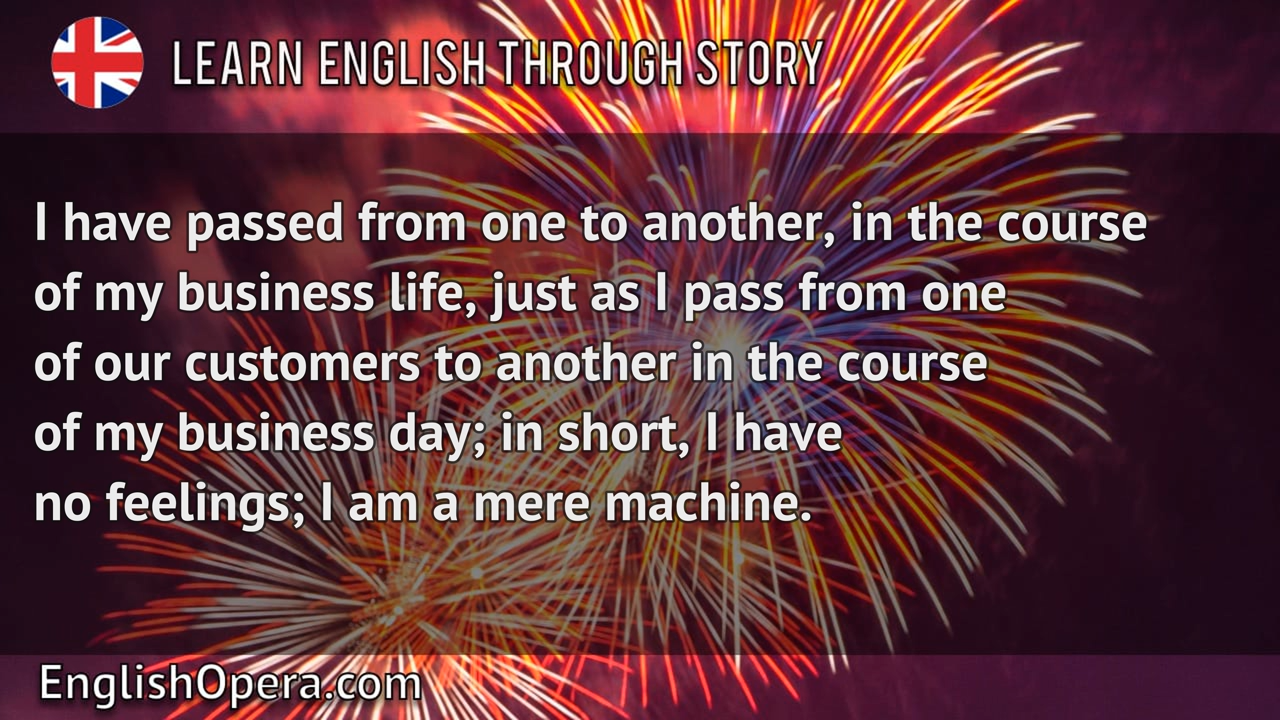 LEARN ENGLISH THROUGH STORY
I have passed from one to another, in the course
of my business life, just as I pass from one
of our customers to another in the course
of my business day; in short, I have
no feelings; I am a mere machine.
EnglishOpera.com